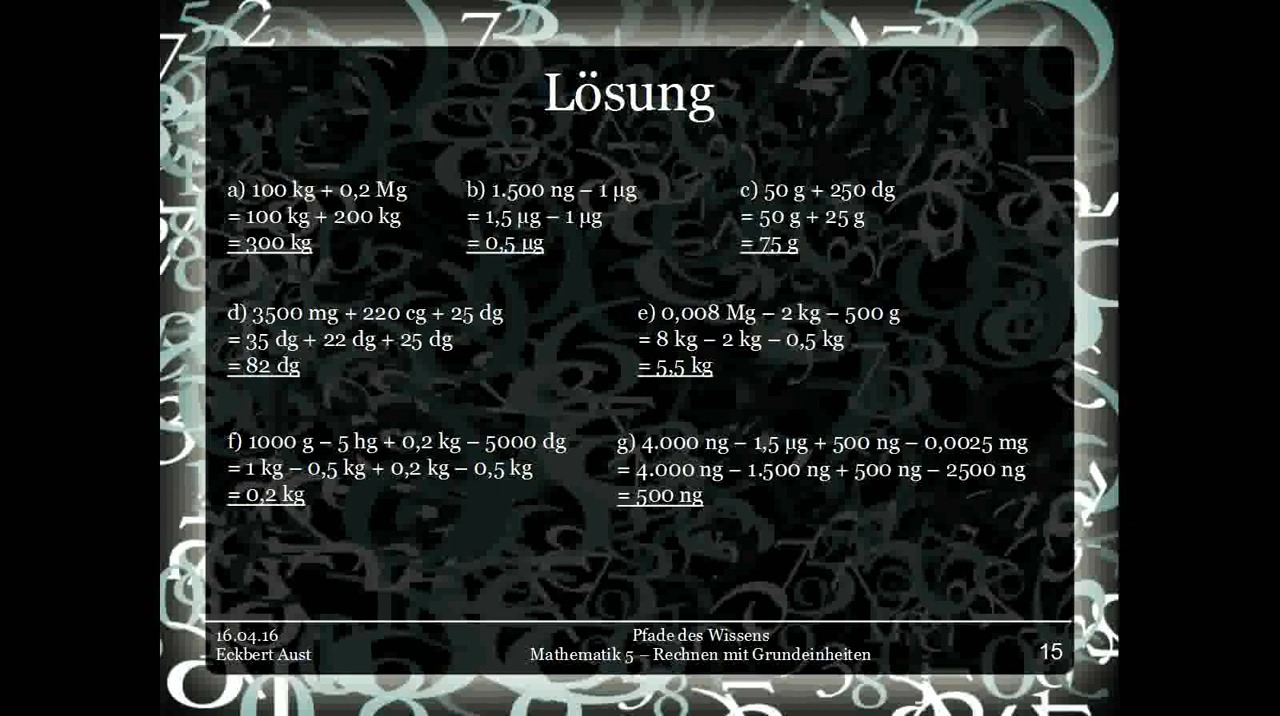 Lösung
a) 100 kg + 0,2 Mg
= 100 kg + 200 kg
= 300 kg
b) 1.500 ng – 1 µg
= 1,5 µg – 1 µg
= 0,5 µg
c) 50 g + 250 dg
= 50 g + 25 g
= 75 g
d) 3500 mg + 220 cg + 25 dg
= 35 dg + 22 dg + 25 dg
= 82 dg
e) 0,008 Mg – 2 kg – 500 g
= 8 kg – 2 kg – 0,5 kg
= 5,5 kg
f) 1000 g – 5 hg + 0,2 kg – 5000 dg
= 1 kg – 0,5 kg + 0,2 kg – 0,5 kg
= 0,2 kg
g) 4.000 ng – 1,5 µg + 500 ng – 0,0025 mg
= 4.000 ng – 1.500 ng + 500 ng – 2500 ng
= 500 ng
16.04.16
Eckbert Aust
Pfade des Wissens
Mathematik 5 – Rechnen mit Grundeinheiten
15